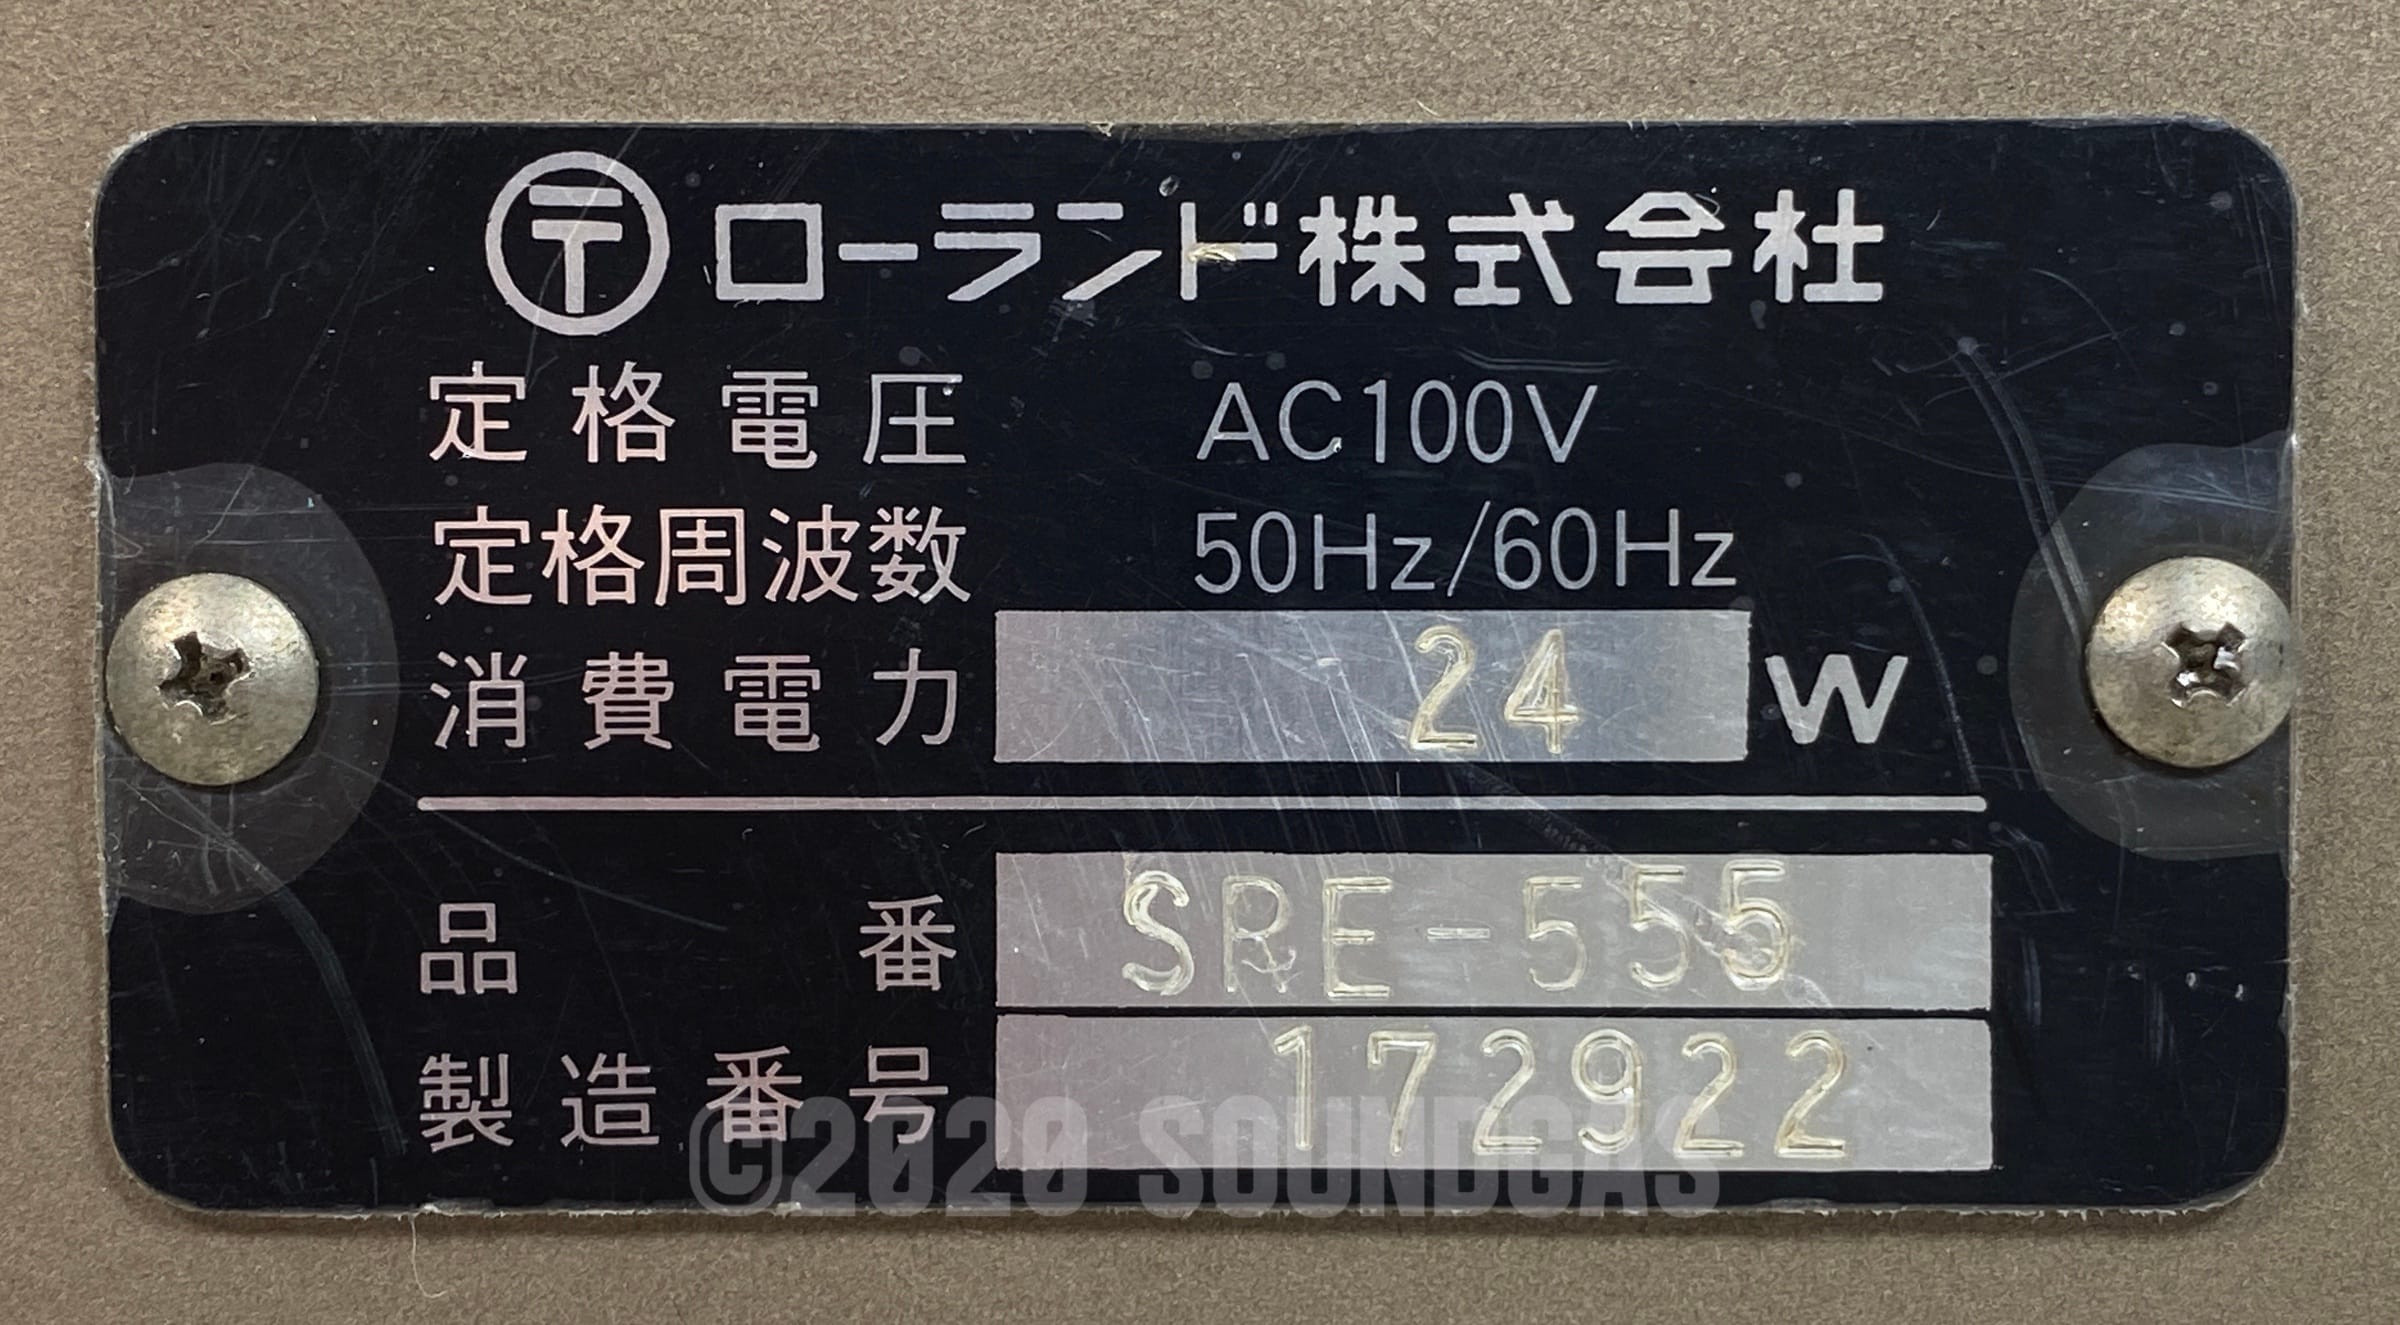 〒 ローランド株式会社
定格電圧 AC100V
定格周波数 50Hz/60Hz
消費電力 24 W
品番 SRE-555
製造番号 172922
©2020 SOUNDGAS